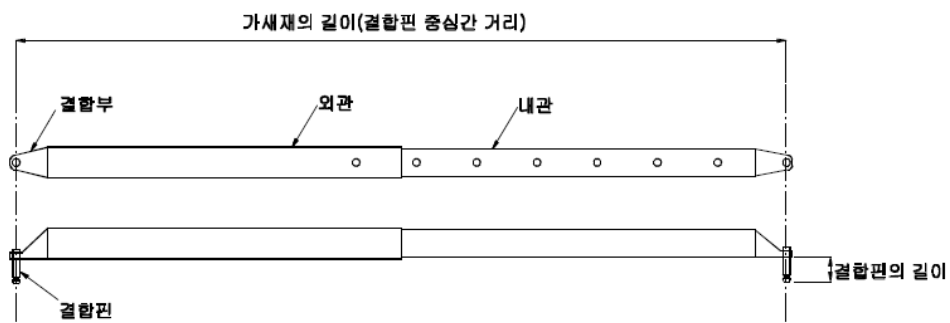 가새재의 길이(결합핀 중심간 거리)
결합부
외관
내관
결합핀의 길이
결합핀